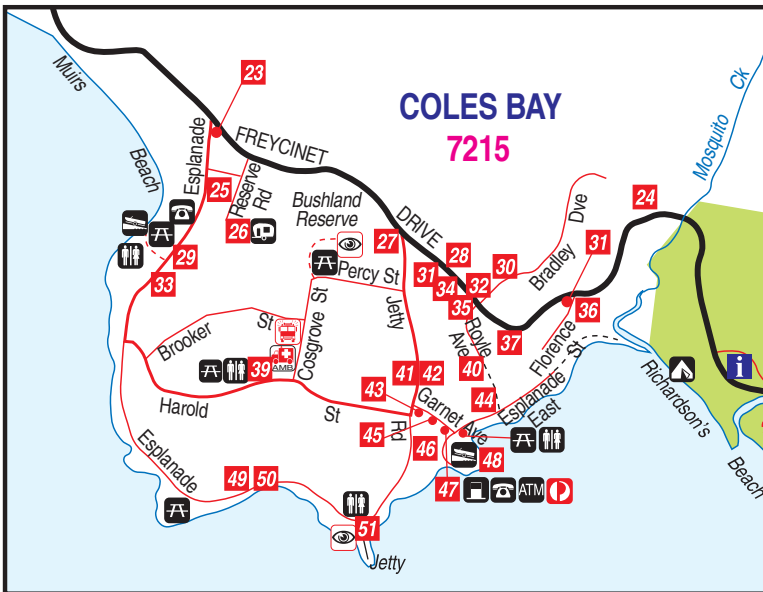 COLES BAY
7215
Muirs
Beach
Esplanade
23
FREYCINET
DRIVE
Mosquito
Ck
25
Reserve
Rd
26
Bushland
Reserve
27
Percy St
Jetty
Rd
28
31
34
32
30
35
Bradley
Dve
24
31
36
37
Florence
St
Royle
Ave
40
29
33
Brooker
St
Cosgrove St
AMB
39
Harold
St
41
42
43
45
46
Garnet Ave
44
Esplanade
East
48
47
ATM
Richardson's
Beach
i
Esplanade
49
50
51
Jetty